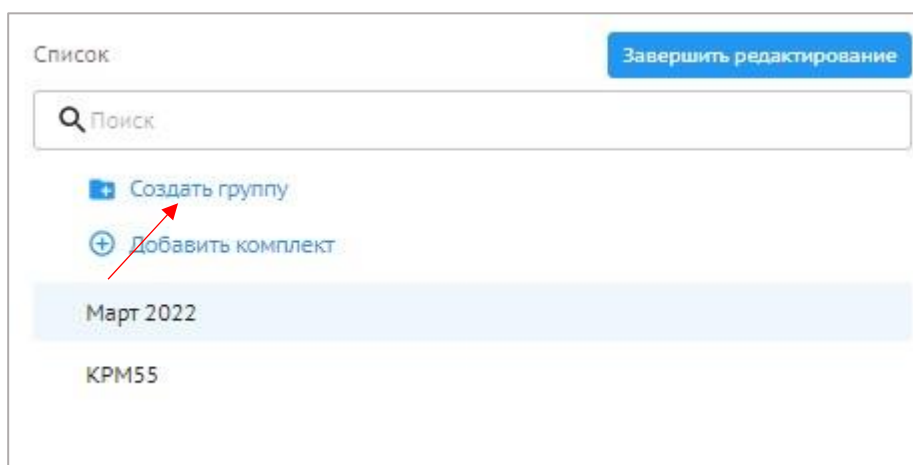 Список
Завершить редактирование
Поиск
Создать группу
Добавить комплект
Март 2022
КРМ55